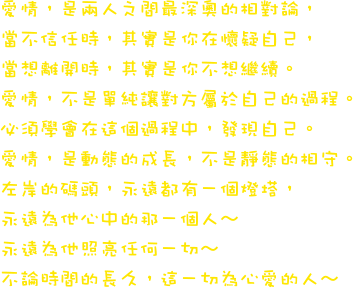 愛情，是兩人之間最深奧的相對論，
當不信任時，其實是你在懷疑自己，
當想離開時，其實是你不想繼續。
愛情，不是單純讓對方屬於自己的過程。
必須學會在這個過程中，發現自己。
愛情，是動態的成長，不是靜態的相守。
左岸的碼頭，永遠都有一個燈塔，
永遠為他心中的那一個人～
永遠為他照亮任何一切～
不論時間的長久，這一切為心愛的人～